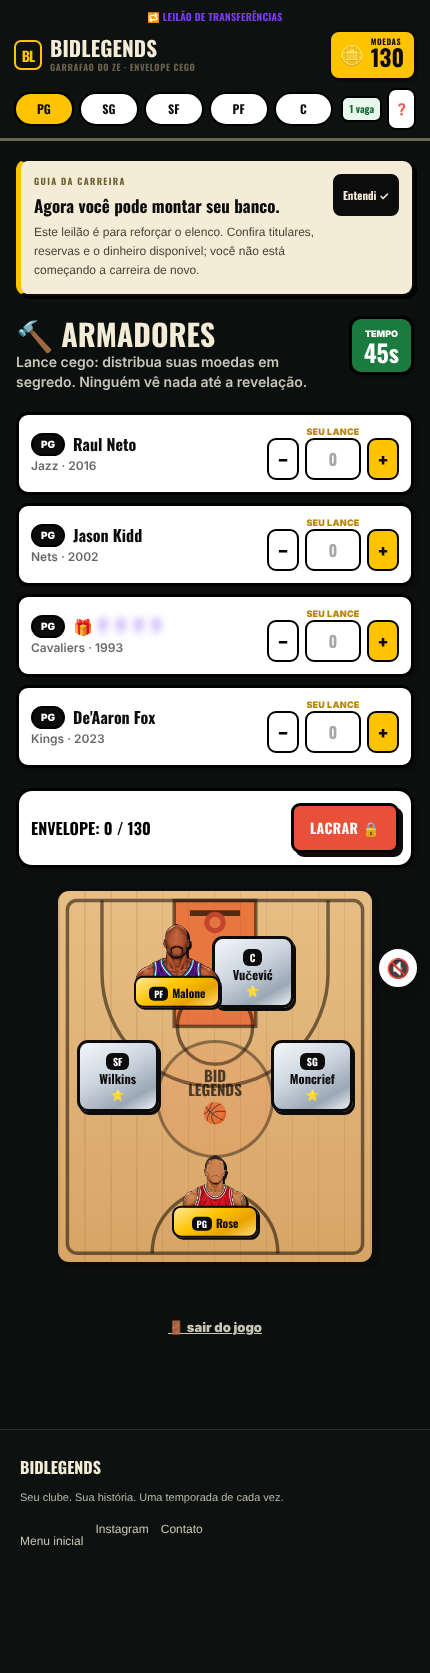 LEILÃO DE TRANSFERÊNCIAS
BL
BIDLEGENDS
GARRAFAO DO ZE · ENVELOPE CEGO
MOEDAS
130
PG
SG
SF
PF
C
1 vaga
?
GUIA DA CARREIRA
Agora você pode montar seu banco.
Este leilão é para reforçar o elenco. Confira titulares,
reservas e o dinheiro disponível; você não está
começando a carreira de novo.
Entendi ✓
ARMADORES
Lance cego: distribua suas moedas em
segredo. Ninguém vê nada até a revelação.
TEMPO
45s
PG Raul Neto
Jazz · 2016
SEU LANCE
− 0 +
PG Jason Kidd
Nets · 2002
SEU LANCE
− 0 +
PG
Cavaliers · 1993
SEU LANCE
− 0 +
PG De'Aaron Fox
Kings · 2023
SEU LANCE
− 0 +
ENVELOPE: 0 / 130
LACRAR
PF Malone
C
Vučević
SF
Wilkins
BID
LEGENDS
SG
Moncrief
PG Rose
sair do jogo
BIDLEGENDS
Seu clube. Sua história. Uma temporada de cada vez.
Menu inicial
Instagram
Contato